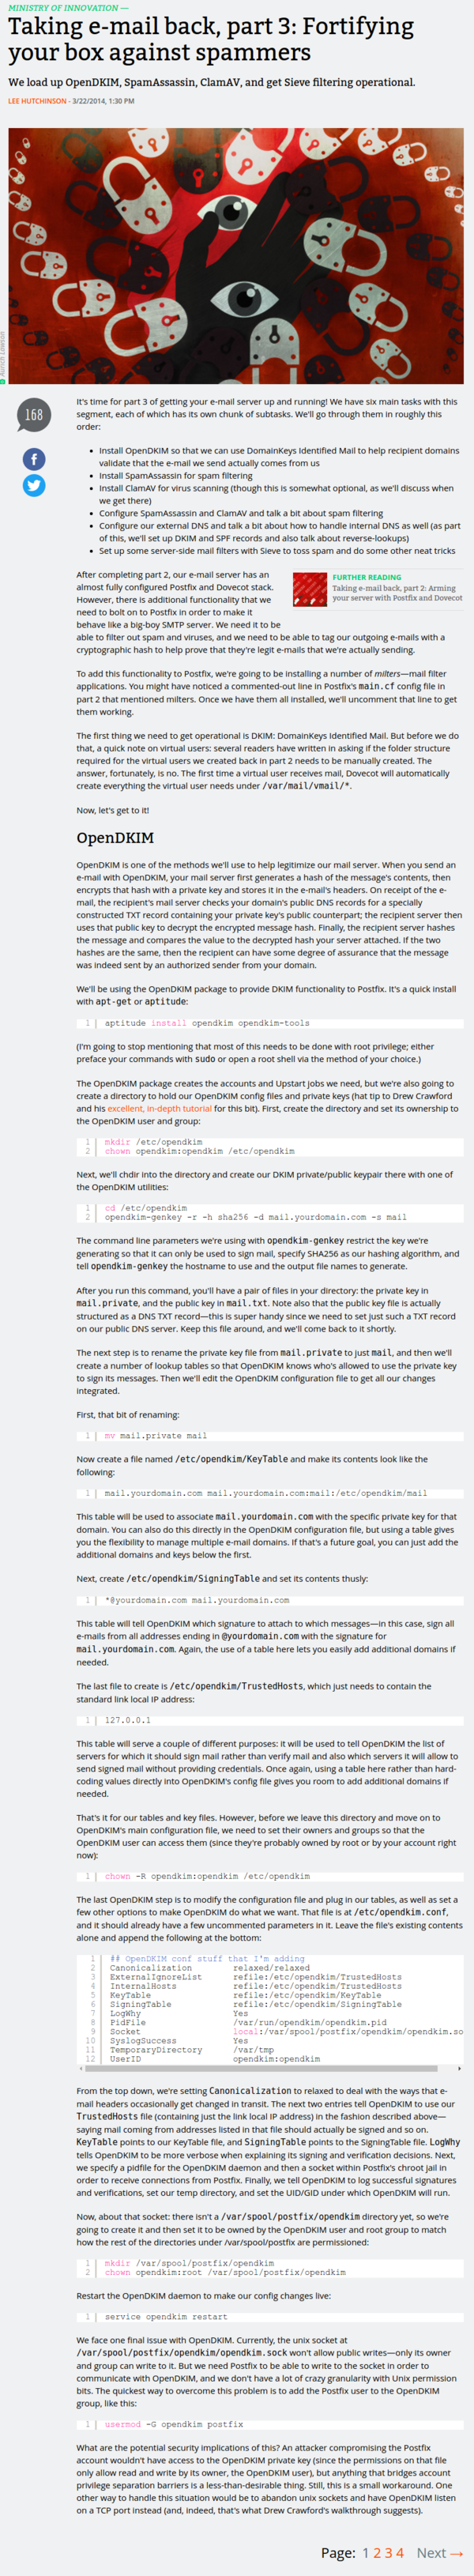 MINISTRY OF INNOVATION —
Taking e-mail back, part 3: Fortifying
your box against spammers
We load up OpenDKIM, SpamAssassin, ClamAV, and get Sieve filtering operational.
LEE HUTCHINSON - 3/22/2014, 1:30 PM
Aurich Lawson
168
It's time for part 3 of getting your e-mail server up and running! We have six main tasks with this
segment, each of which has its own chunk of subtasks. We'll go through them in roughly this
order:
• Install OpenDKIM so that we can use DomainKeys Identified Mail to help recipient domains
validate that the e-mail we send actually comes from us
• Install SpamAssassin for spam filtering
• Install ClamAV for virus scanning (though this is somewhat optional, as we'll discuss when
we get there)
• Configure SpamAssassin and ClamAV and talk a bit about spam filtering
• Configure our external DNS and talk a bit about how to handle internal DNS as well (as part
of this, we'll set up DKIM and SPF records and also talk about reverse-lookups)
• Set up some server-side mail filters with Sieve to toss spam and do some other neat tricks
After completing part 2, our e-mail server has an
almost fully configured Postfix and Dovecot stack.
However, there is additional functionality that we
need to bolt on to Postfix in order to make it
behave like a big-boy SMTP server. We need it to be
able to filter out spam and viruses, and we need to be able to tag our outgoing e-mails with a
cryptographic hash to help prove that they're legit e-mails that we're actually sending.
FURTHER READING
Taking e-mail back, part 2: Arming
your server with Postfix and Dovecot
To add this functionality to Postfix, we're going to be installing a number of milters—mail filter
applications. You might have noticed a commented-out line in Postfix's main.cf config file in
part 2 that mentioned milters. Once we have them all installed, we'll uncomment that line to get
them working.
The first thing we need to get operational is DKIM: DomainKeys Identified Mail. But before we do
that, a quick note on virtual users: several readers have written in asking if the folder structure
required for the virtual users we created back in part 2 needs to be manually created. The
answer, fortunately, is no. The first time a virtual user receives mail, Dovecot will automatically
create everything the virtual user needs under /var/mail/vmail/*.
Now, let's get to it!
OpenDKIM
OpenDKIM is one of the methods we'll use to help legitimize our mail server. When you send an
e-mail with OpenDKIM, your mail server first generates a hash of the message's contents, then
encrypts that hash with a private key and stores it in the e-mail's headers. On receipt of the e-
mail, the recipient's mail server checks your domain's public DNS records for a specially
constructed TXT record containing your private key's public counterpart; the recipient server then
uses that public key to decrypt the encrypted message hash. Finally, the recipient server hashes
the message and compares the value to the decrypted hash your server attached. If the two
hashes are the same, then the recipient can have some degree of assurance that the message
was indeed sent by an authorized sender from your domain.
We'll be using the OpenDKIM package to provide DKIM functionality to Postfix. It's a quick install
with apt-get or aptitude:
1 aptitude install opendkim opendkim-tools
(I'm going to stop mentioning that most of this needs to be done with root privilege; either
preface your commands with sudo or open a root shell via the method of your choice.)
The OpenDKIM package creates the accounts and Upstart jobs we need, but we're also going to
create a directory to hold our OpenDKIM config files and private keys (hat tip to Drew Crawford
and his excellent, in-depth tutorial for this bit). First, create the directory and set its ownership to
the OpenDKIM user and group:
1 mkdir /etc/opendkim
2 chown opendkim:opendkim /etc/opendkim
Next, we'll chdir into the directory and create our DKIM private/public keypair there with one of
the OpenDKIM utilities:
1 cd /etc/opendkim
2 opendkim-genkey -r -h sha256 -d mail.yourdomain.com -s mail
The command line parameters we're using with opendkim-genkey restrict the key we're
generating so that it can only be used to sign mail, specify SHA256 as our hashing algorithm, and
tell opendkim-genkey the hostname to use and the output file names to generate.
After you run this command, you'll have a pair of files in your directory: the private key in
mail.private, and the public key in mail.txt. Note also that the public key file is actually
structured as a DNS TXT record—this is super handy since we need to set just such a TXT record
on our public DNS server. Keep this file around, and we'll come back to it shortly.
The next step is to rename the private key file from mail.private to just mail, and then we'll
create a number of lookup tables so that OpenDKIM knows who's allowed to use the private key
to sign its messages. Then we'll edit the OpenDKIM configuration file to get all our changes
integrated.
First, that bit of renaming:
1 mv mail.private mail
Now create a file named /etc/opendkim/KeyTable and make its contents look like the
following:
1 mail.yourdomain.com mail.yourdomain.com:mail:/etc/opendkim/mail
This table will be used to associate mail.yourdomain.com with the specific private key for that
domain. You can also do this directly in the OpenDKIM configuration file, but using a table gives
you the flexibility to manage multiple e-mail domains. If that's a future goal, you can just add the
additional domains and keys below the first.
Next, create /etc/opendkim/SigningTable and set its contents thusly:
1 *@yourdomain.com mail.yourdomain.com
This table will tell OpenDKIM which signature to attach to which messages—in this case, sign all
e-mails from all addresses ending in @yourdomain.com with the signature for
mail.yourdomain.com. Again, the use of a table here lets you easily add additional domains if
needed.
The last file to create is /etc/opendkim/TrustedHosts, which just needs to contain the
standard link local IP address:
1 127.0.0.1
This table will serve a couple of different purposes: it will be used to tell OpenDKIM the list of
servers for which it should sign mail rather than verify mail and also which servers it will allow to
send signed mail without providing credentials. Once again, using a table here rather than hard-
coding values directly into OpenDKIM's config file gives you room to add additional domains if
needed.
That's it for our tables and key files. However, before we leave this directory and move on to
OpenDKIM's main configuration file, we need to set their owners and groups so that the
OpenDKIM user can access them (since they're probably owned by root or by your account right
now):
1 chown -R opendkim:opendkim /etc/opendkim
The last OpenDKIM step is to modify the configuration file and plug in our tables, as well as set a
few other options to make OpenDKIM do what we want. That file is at /etc/opendkim.conf,
and it should already have a few uncommented parameters in it. Leave the file's existing contents
alone and append the following at the bottom:
1 ## OpenDKIM conf stuff that I'm adding
2 Canonicalization relaxed/relaxed
3 ExternalIgnoreList refile:/etc/opendkim/TrustedHosts
4 InternalHosts refile:/etc/opendkim/TrustedHosts
5 KeyTable refile:/etc/opendkim/KeyTable
6 SigningTable refile:/etc/opendkim/SigningTable
7 LogWhy Yes
8 PidFile /var/run/opendkim/opendkim.pid
9 Socket local:/var/spool/postfix/opendkim/opendkim.so
10 SyslogSuccess Yes
11 TemporaryDirectory /var/tmp
12 UserID opendkim:opendkim
From the top down, we're setting Canonicalization to relaxed to deal with the ways that e-
mail headers occasionally get changed in transit. The next two entries tell OpenDKIM to use our
TrustedHosts file (containing just the link local IP address) in the fashion described above—
saying mail coming from addresses listed in that file should actually be signed and so on.
KeyTable points to our KeyTable file, and SigningTable points to the SigningTable file. LogWhy
tells OpenDKIM to be more verbose when explaining its signing and verification decisions. Next,
we specify a pidfile for the OpenDKIM daemon and then a socket within Postfix's chroot jail in
order to receive connections from Postfix. Finally, we tell OpenDKIM to log successful signatures
and verifications, set our temp directory, and set the UID/GID under which OpenDKIM will run.
Now, about that socket: there isn't a /var/spool/postfix/opendkim directory yet, so we're
going to create it and then set it to be owned by the OpenDKIM user and root group to match
how the rest of the directories under /var/spool/postfix are permissioned:
1 mkdir /var/spool/postfix/opendkim
2 chown opendkim:root /var/spool/postfix/opendkim
Restart the OpenDKIM daemon to make our config changes live:
1 service opendkim restart
We face one final issue with OpenDKIM. Currently, the unix socket at
/var/spool/postfix/opendkim/opendkim.sock won't allow public writes—only its owner
and group can write to it. But we need Postfix to be able to write to the socket in order to
communicate with OpenDKIM, and we don't have a lot of crazy granularity with Unix permission
bits. The quickest way to overcome this problem is to add the Postfix user to the OpenDKIM
group, like this:
1 usermod -G opendkim postfix
What are the potential security implications of this? An attacker compromising the Postfix
account wouldn't have access to the OpenDKIM private key (since the permissions on that file
only allow read and write by its owner, the OpenDKIM user), but anything that bridges account
privilege separation barriers is a less-than-desirable thing. Still, this is a small workaround. One
other way to handle this situation would be to abandon unix sockets and have OpenDKIM listen
on a TCP port instead (and, indeed, that's what Drew Crawford's walkthrough suggests).
Page: 1 2 3 4 Next →